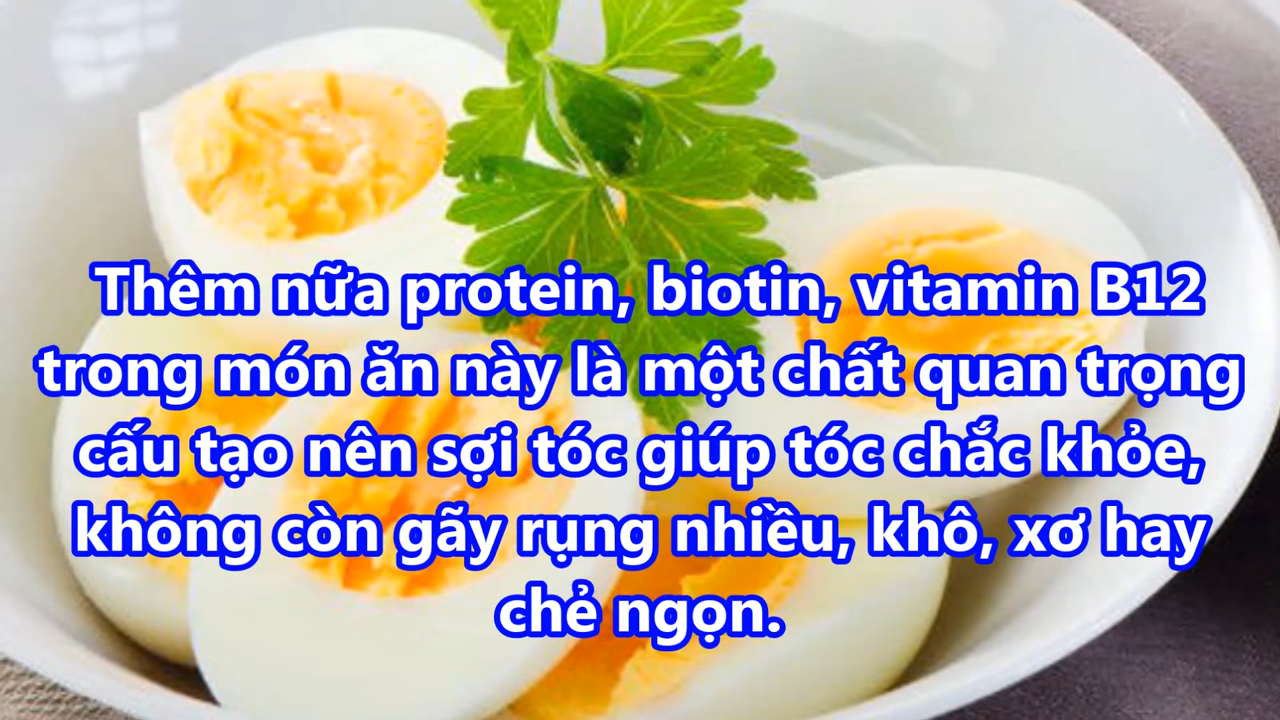 Thêm nữa protein, biotin, vitamin B12
trong món ăn này là một chất quan trọng
cấu tạo nên sợi tóc giúp tóc chắc khỏe,
không còn gãy rụng nhiều, khô, xơ hay
chẻ ngọn.